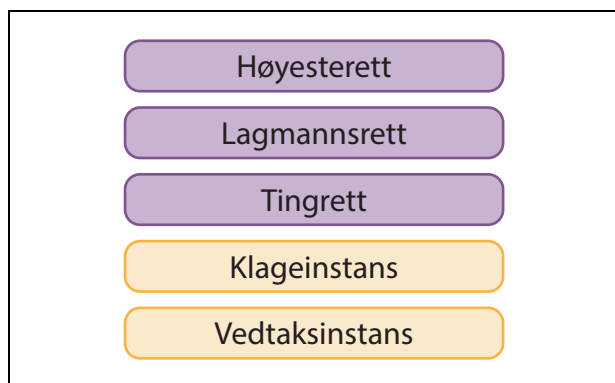 Høyesterett
Lagmannsrett
Tingrett
Klageinstans
Vedtaksinstans